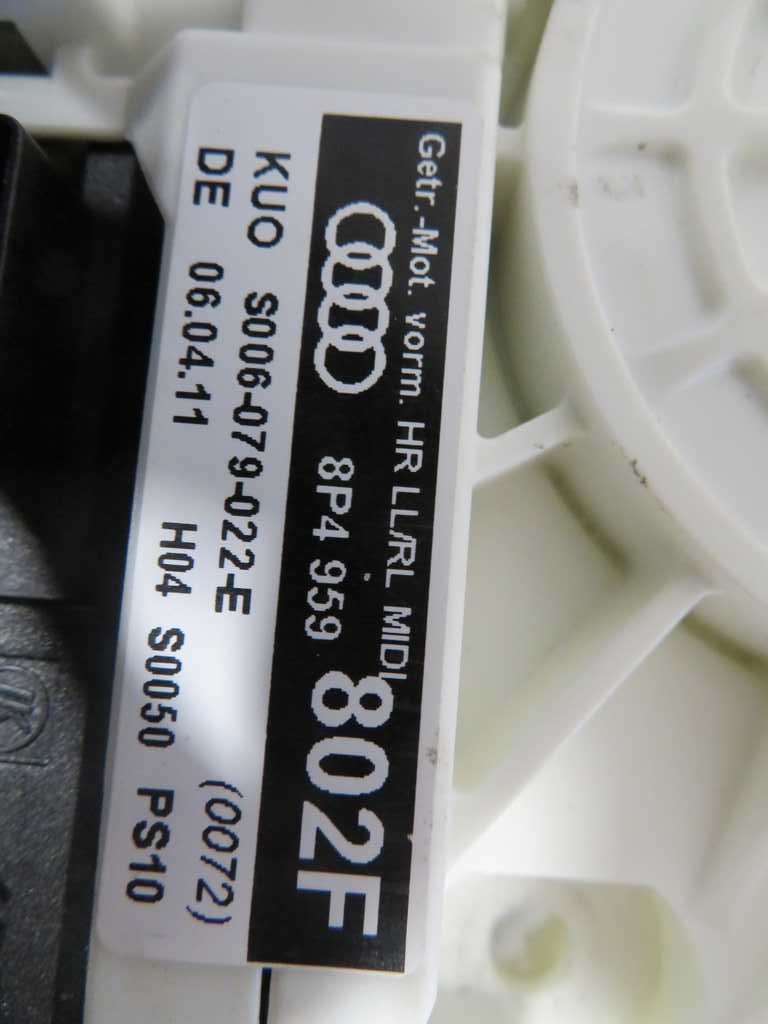 Getr.-Mot. vorm. HR LL/RL MIDI
8P4 959 802F
KUO S006-079-022-E (0072)
DE 06.04.11 H04 S0050 PS10